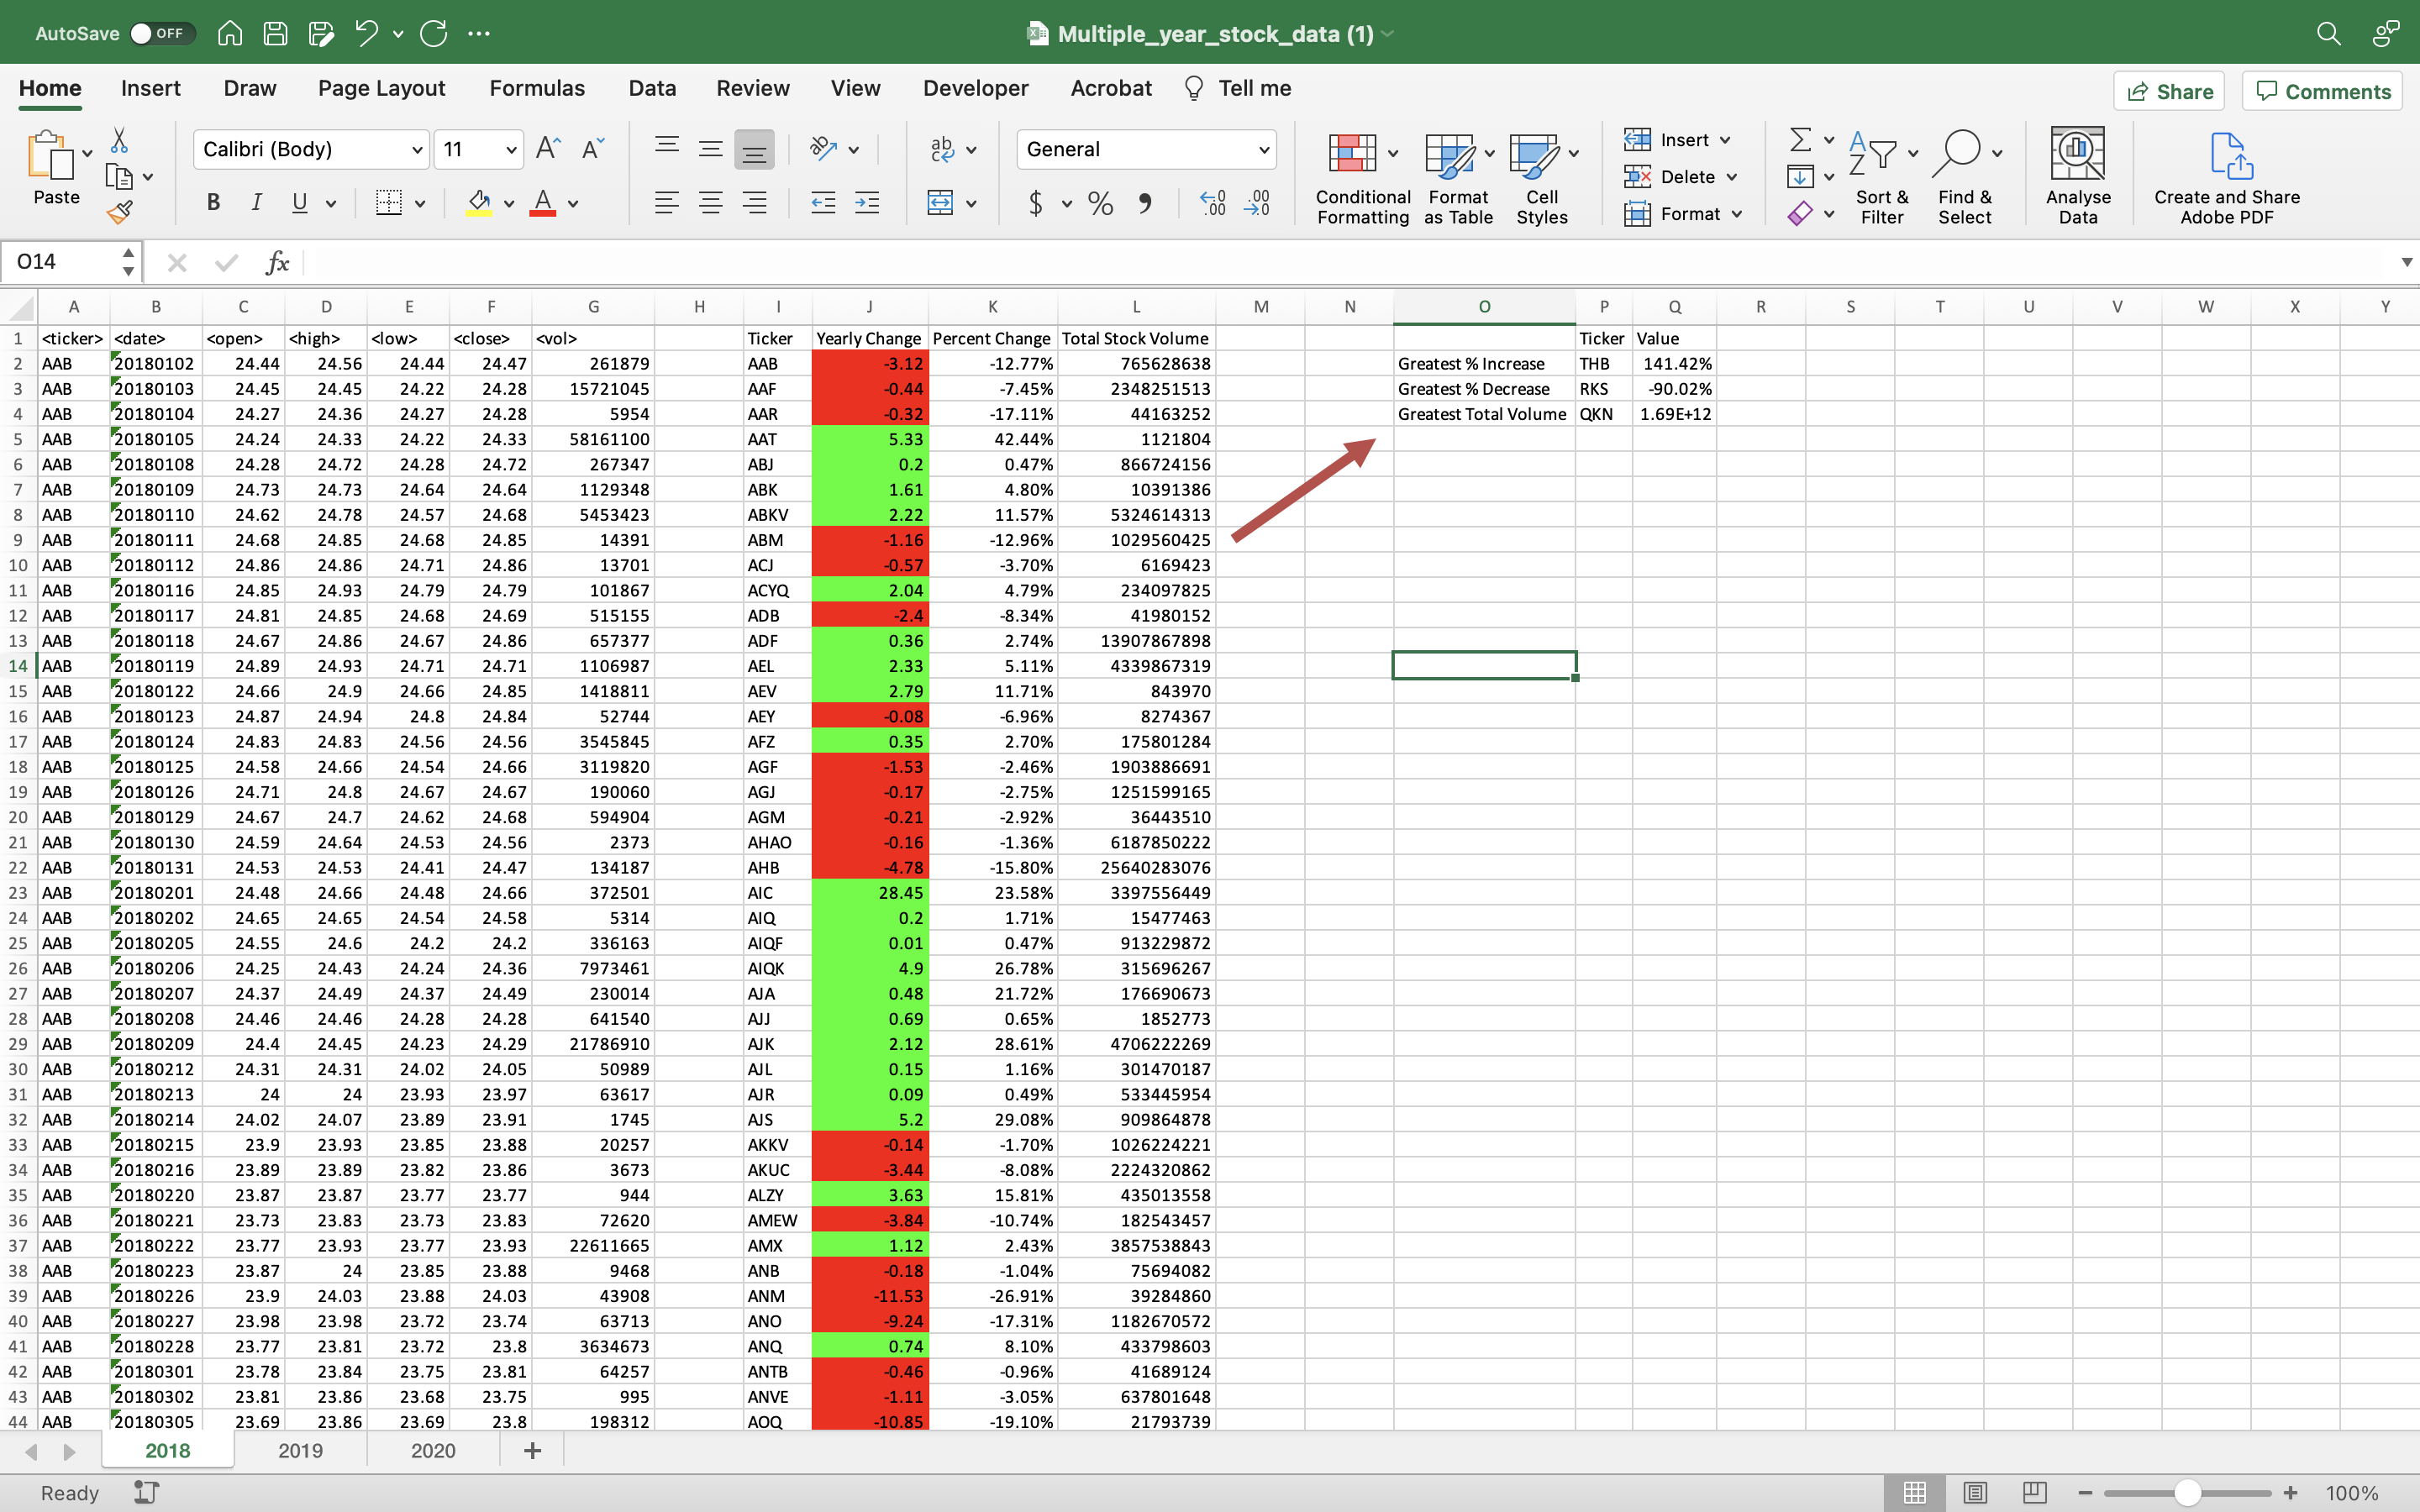 AutoSave OFF Multiple_year_stock_data (1)
Home Insert Draw Page Layout Formulas Data Review View Developer Acrobat Tell me Share Comments
Paste Calibri (Body) 11 General Conditional Formatting Format as Table Cell Styles Insert Delete Format Sort & Filter Find & Select Analyse Data Create and Share Adobe PDF
O14 fx
A B C D E F G H I J K L M N O P Q R S T U V W X Y
1 <ticker> <date> <open> <high> <low> <close> <vol> Ticker Yearly Change Percent Change Total Stock Volume Ticker Value
2 AAB 20180102 24.44 24.56 24.44 24.47 261879 AAB -3.12 -12.77% 765628638 Greatest % Increase THB 141.42%
3 AAB 20180103 24.45 24.45 24.22 24.28 15721045 AAF -0.44 -7.45% 2348251513 Greatest % Decrease RKS -90.02%
4 AAB 20180104 24.27 24.36 24.27 24.28 5954 AAR -0.32 -17.11% 44163252 Greatest Total Volume QKN 1.69E+12
5 AAB 20180105 24.24 24.33 24.22 24.33 58161100 AAT 5.33 42.44% 1121804
6 AAB 20180108 24.28 24.72 24.28 24.72 267347 ABJ 0.2 0.47% 866724156
7 AAB 20180109 24.73 24.73 24.64 24.64 1129348 ABK 1.61 4.80% 10391386
8 AAB 20180110 24.62 24.78 24.57 24.68 5453423 ABKV 2.22 11.57% 5324614313
9 AAB 20180111 24.68 24.85 24.68 24.85 14391 ABM -1.16 -12.96% 1029560425
10 AAB 20180112 24.86 24.86 24.71 24.86 13701 ACJ -0.57 -3.70% 6169423
11 AAB 20180116 24.85 24.93 24.79 24.79 101867 ACYQ 2.04 4.79% 234097825
12 AAB 20180117 24.81 24.85 24.68 24.69 515155 ADB -2.4 -8.34% 41980152
13 AAB 20180118 24.67 24.86 24.67 24.86 657377 ADF 0.36 2.74% 13907867898
14 AAB 20180119 24.89 24.93 24.71 24.71 1106987 AEL 2.33 5.11% 4339867319
15 AAB 20180122 24.66 24.9 24.66 24.85 1418811 AEV 2.79 11.71% 843970
16 AAB 20180123 24.87 24.94 24.8 24.84 52744 AEY -0.08 -6.96% 8274367
17 AAB 20180124 24.83 24.83 24.56 24.56 3545845 AFZ 0.35 2.70% 175801284
18 AAB 20180125 24.58 24.66 24.54 24.66 3119820 AGF -1.53 -2.46% 1903886691
19 AAB 20180126 24.71 24.8 24.67 24.67 190060 AGJ -0.17 -2.75% 1251599165
20 AAB 20180129 24.67 24.7 24.62 24.68 594904 AGM -0.21 -2.92% 36443510
21 AAB 20180130 24.59 24.64 24.53 24.56 2373 AHAO -0.16 -1.36% 6187850222
22 AAB 20180131 24.53 24.53 24.41 24.47 134187 AHB -4.78 -15.80% 25640283076
23 AAB 20180201 24.48 24.66 24.48 24.66 372501 AIC 28.45 23.58% 3397556449
24 AAB 20180202 24.65 24.65 24.54 24.58 5314 AIQ 0.2 1.71% 15477463
25 AAB 20180205 24.55 24.6 24.2 24.2 336163 AIQF 0.01 0.47% 913229872
26 AAB 20180206 24.25 24.43 24.24 24.36 7973461 AIQK 4.9 26.78% 315696267
27 AAB 20180207 24.37 24.49 24.37 24.49 230014 AJA 0.48 21.72% 176690673
28 AAB 20180208 24.46 24.46 24.28 24.28 641540 AJJ 0.69 0.65% 1852773
29 AAB 20180209 24.4 24.45 24.23 24.29 21786910 AJK 2.12 28.61% 4706222269
30 AAB 20180212 24.31 24.31 24.02 24.05 50989 AJL 0.15 1.16% 301470187
31 AAB 20180213 24 24 23.93 23.97 63617 AJR 0.09 0.49% 533445954
32 AAB 20180214 24.02 24.07 23.89 23.91 1745 AJS 5.2 29.08% 909864878
33 AAB 20180215 23.9 23.93 23.85 23.88 20257 AKKV -0.14 -1.70% 1026224221
34 AAB 20180216 23.89 23.89 23.82 23.86 3673 AKUC -3.44 -8.08% 2224320862
35 AAB 20180220 23.87 23.87 23.77 23.77 944 ALZY 3.63 15.81% 435013558
36 AAB 20180221 23.73 23.83 23.73 23.83 72620 AMEW -3.84 -10.74% 182543457
37 AAB 20180222 23.77 23.93 23.77 23.93 22611665 AMX 1.12 2.43% 3857538843
38 AAB 20180223 23.87 24 23.85 23.88 9468 ANB -0.18 -1.04% 75694082
39 AAB 20180226 23.9 24.03 23.88 24.03 43908 ANM -11.53 -26.91% 39284860
40 AAB 20180227 23.98 23.98 23.72 23.74 63713 ANO -9.24 -17.31% 1182670572
41 AAB 20180228 23.77 23.81 23.72 23.8 3634673 ANQ 0.74 8.10% 433798603
42 AAB 20180301 23.78 23.84 23.75 23.81 64257 ANTB -0.46 -0.96% 41689124
43 AAB 20180302 23.81 23.86 23.68 23.75 995 ANVE -1.11 -3.05% 637801648
44 AAB 20180305 23.69 23.86 23.69 23.8 198312 AOQ -10.85 -19.10% 21793739
2018 2019 2020
Ready 100%